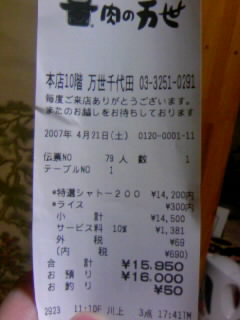 肉の万世
本店10階 万世千代田 03-3251-0291
毎度ご来店ありがとうございます。
またのお越しをお待ちしております
2007年 4月21日(土) 0120-0001-11
伝票NO 79 人 数 1
テーブルNO 1
*特選シャトー200 ¥14,200円
*ライス ¥300円
小 計 ¥14,500
サービス料 10% ¥1,381
外 税 ¥69
(内 税 ¥690)
合 計 ¥15,950
お 預 り ¥16,000
お 釣 り ¥50
2923 11:10F 川上 3点 17:41TM